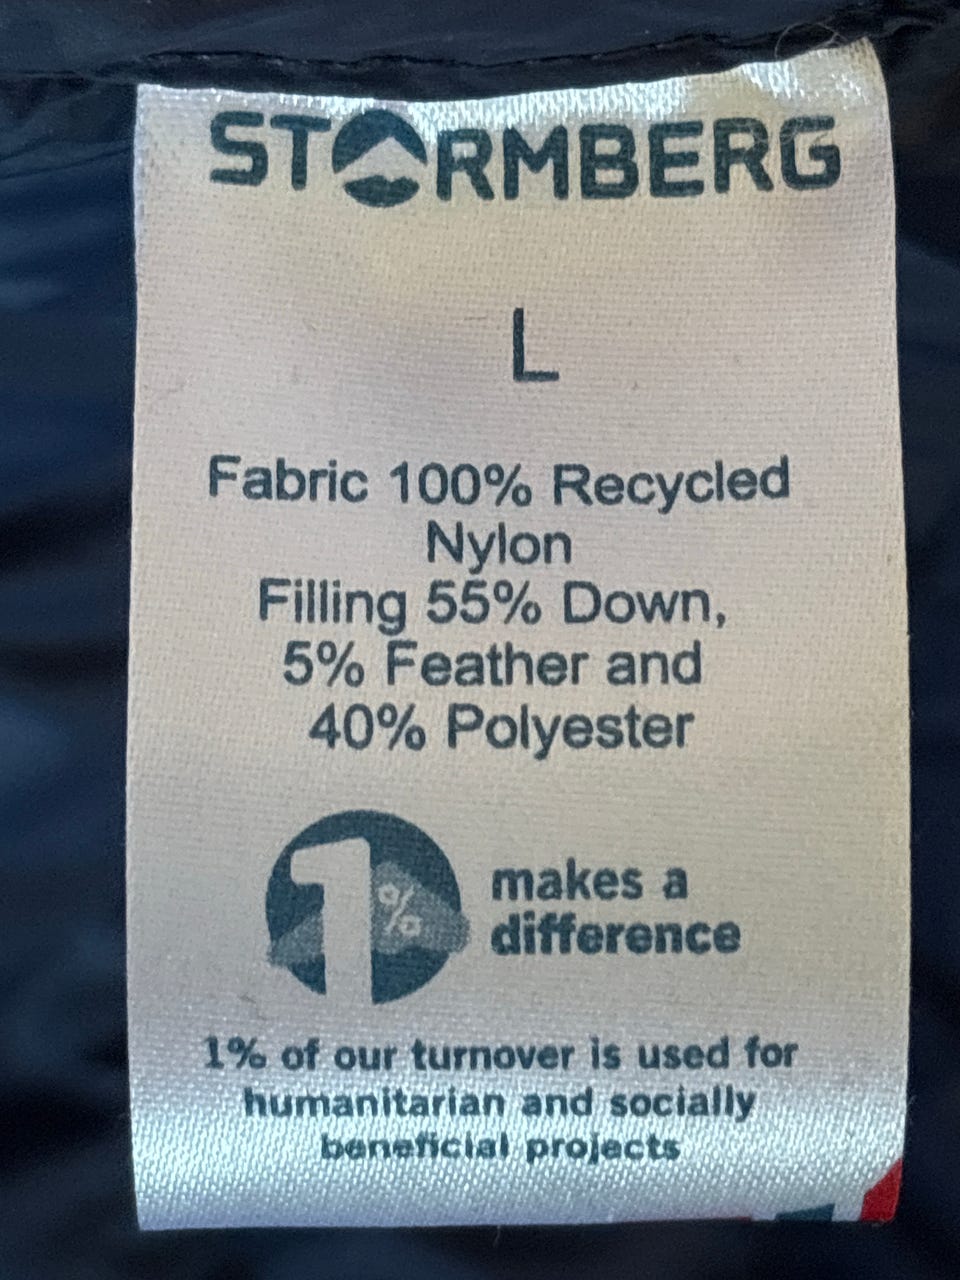 STORMBERG
L
Fabric 100% Recycled
Nylon
Filling 55% Down,
5% Feather and
40% Polyester
1%
makes a
difference
1% of our turnover is used for
humanitarian and socially
beneficial projects